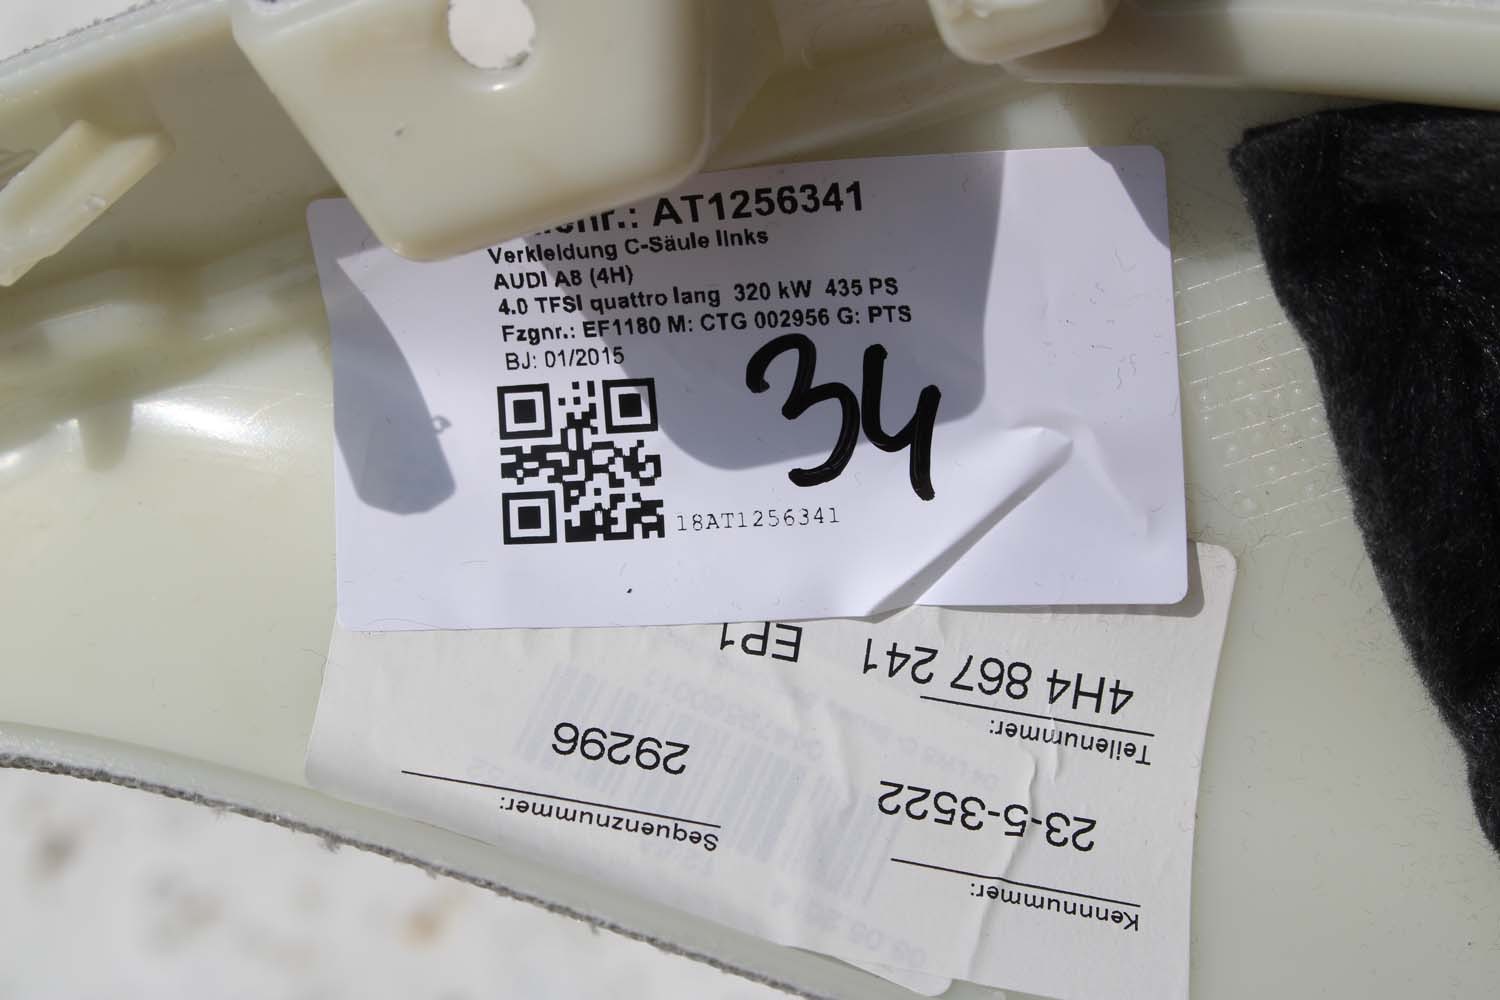 AT1256341
Verkleidung C-Säule links
AUDI A8 (4H)
4.0 TFSI quattro lang 320 kW 435 PS
Fzgnr.: EF1180 M: CTG 002956 G: PTS
BJ: 01/2015
34
18AT1256341
Kennnummer:
23-5-3522
Sequenznummer:
29296
Teilenummer:
4H4 867 241 EP1